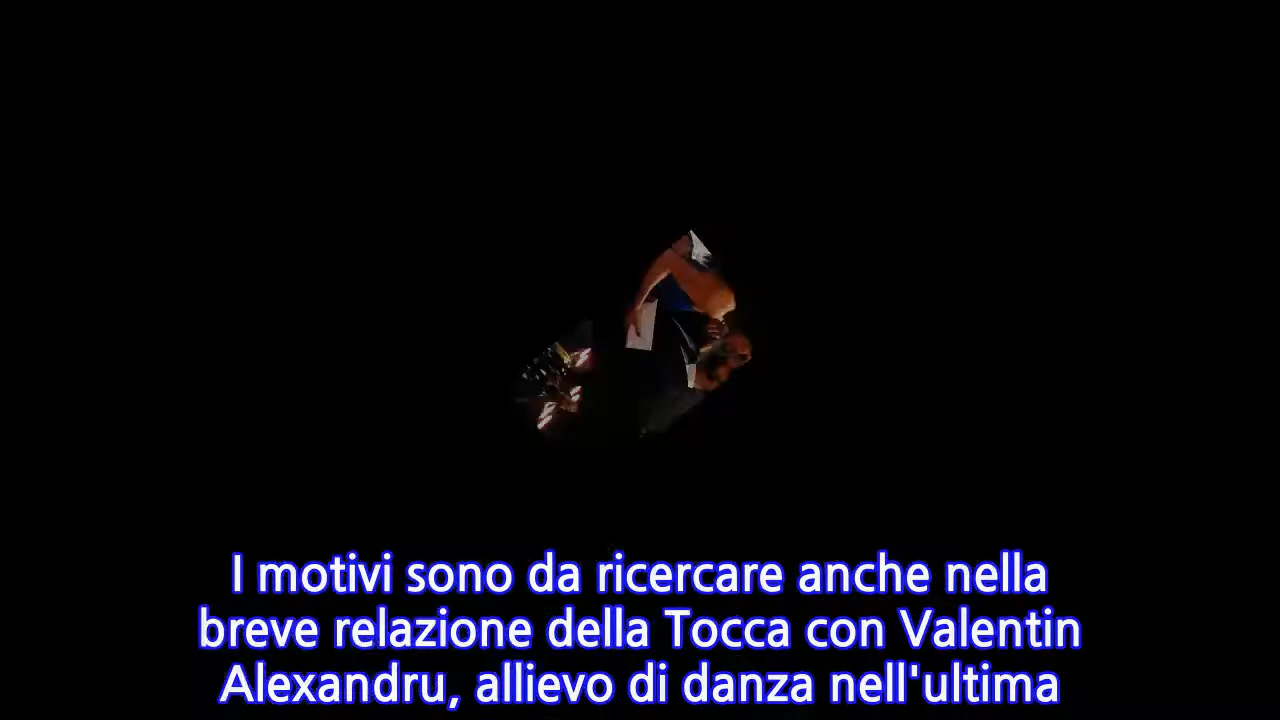 I motivi sono da ricercare anche nella
breve relazione della Tocca con Valentin
Alexandru, allievo di danza nell'ultima